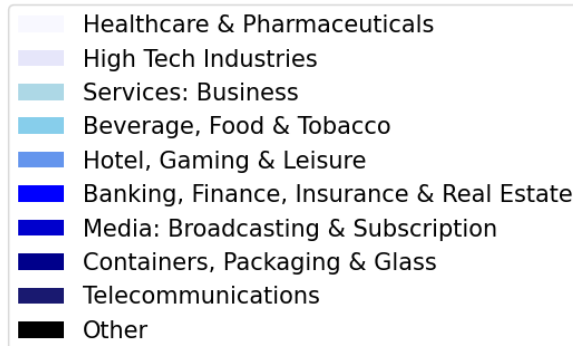 Healthcare & Pharmaceuticals
High Tech Industries
Services: Business
Beverage, Food & Tobacco
Hotel, Gaming & Leisure
Banking, Finance, Insurance & Real Estate
Media: Broadcasting & Subscription
Containers, Packaging & Glass
Telecommunications
Other